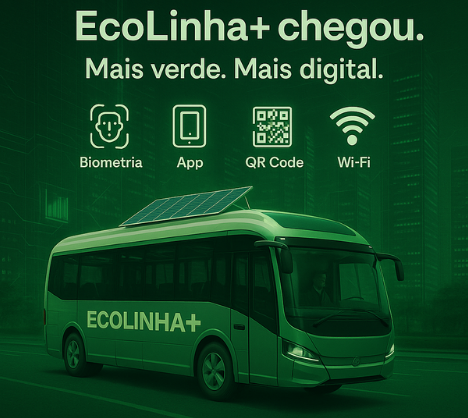 EcoLinha+ chegou.
Mais verde. Mais digital.
Biometria App QR Code Wi-Fi
ECOLINHA+